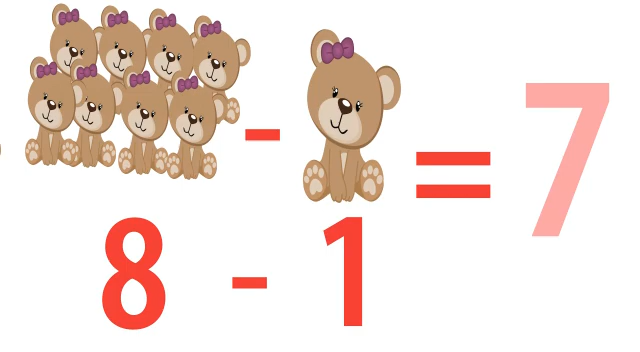 - = 7
8 - 1